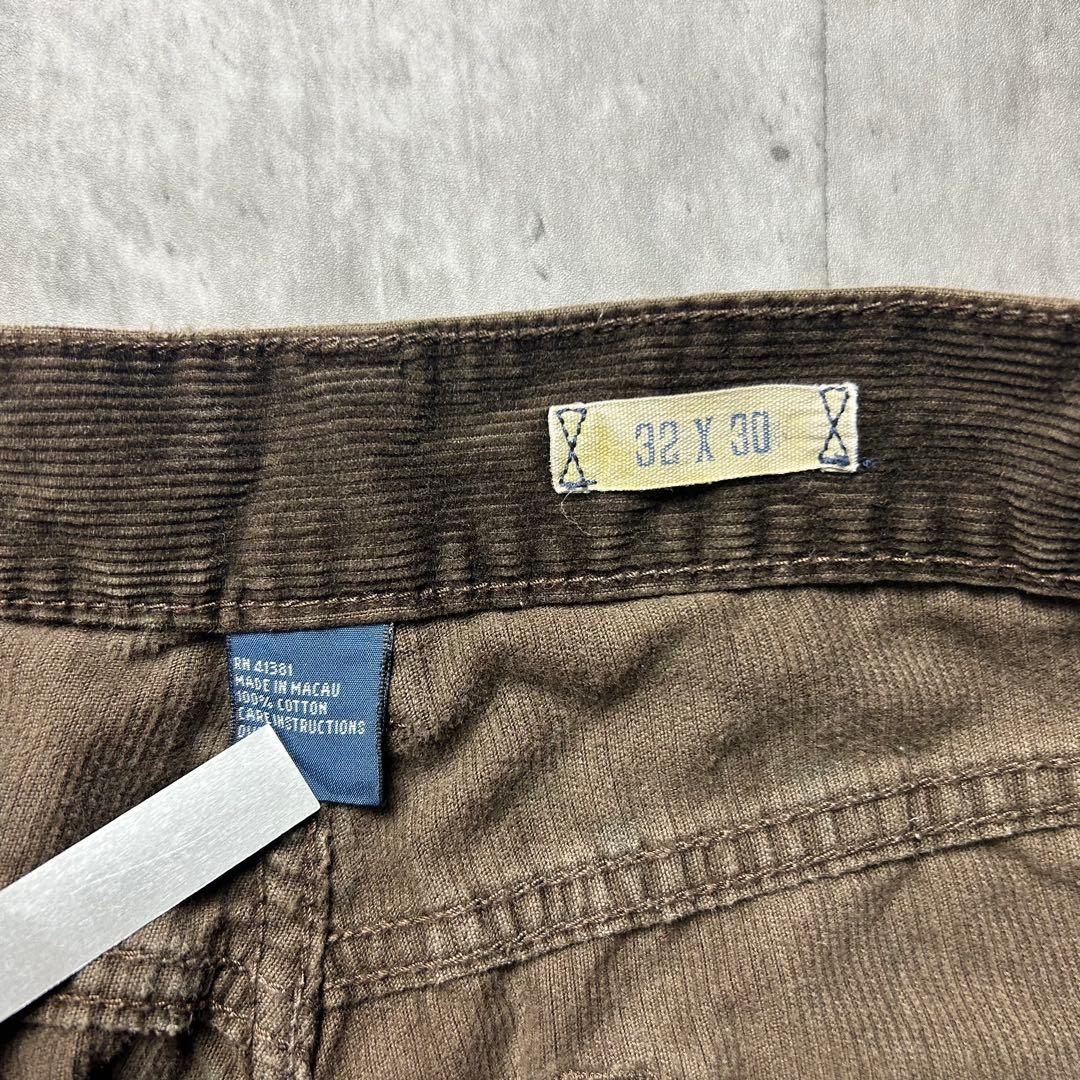 32 X 30
RN 41381
MADE IN MACAU
100% COTTON
CARE INSTRUCTIONS